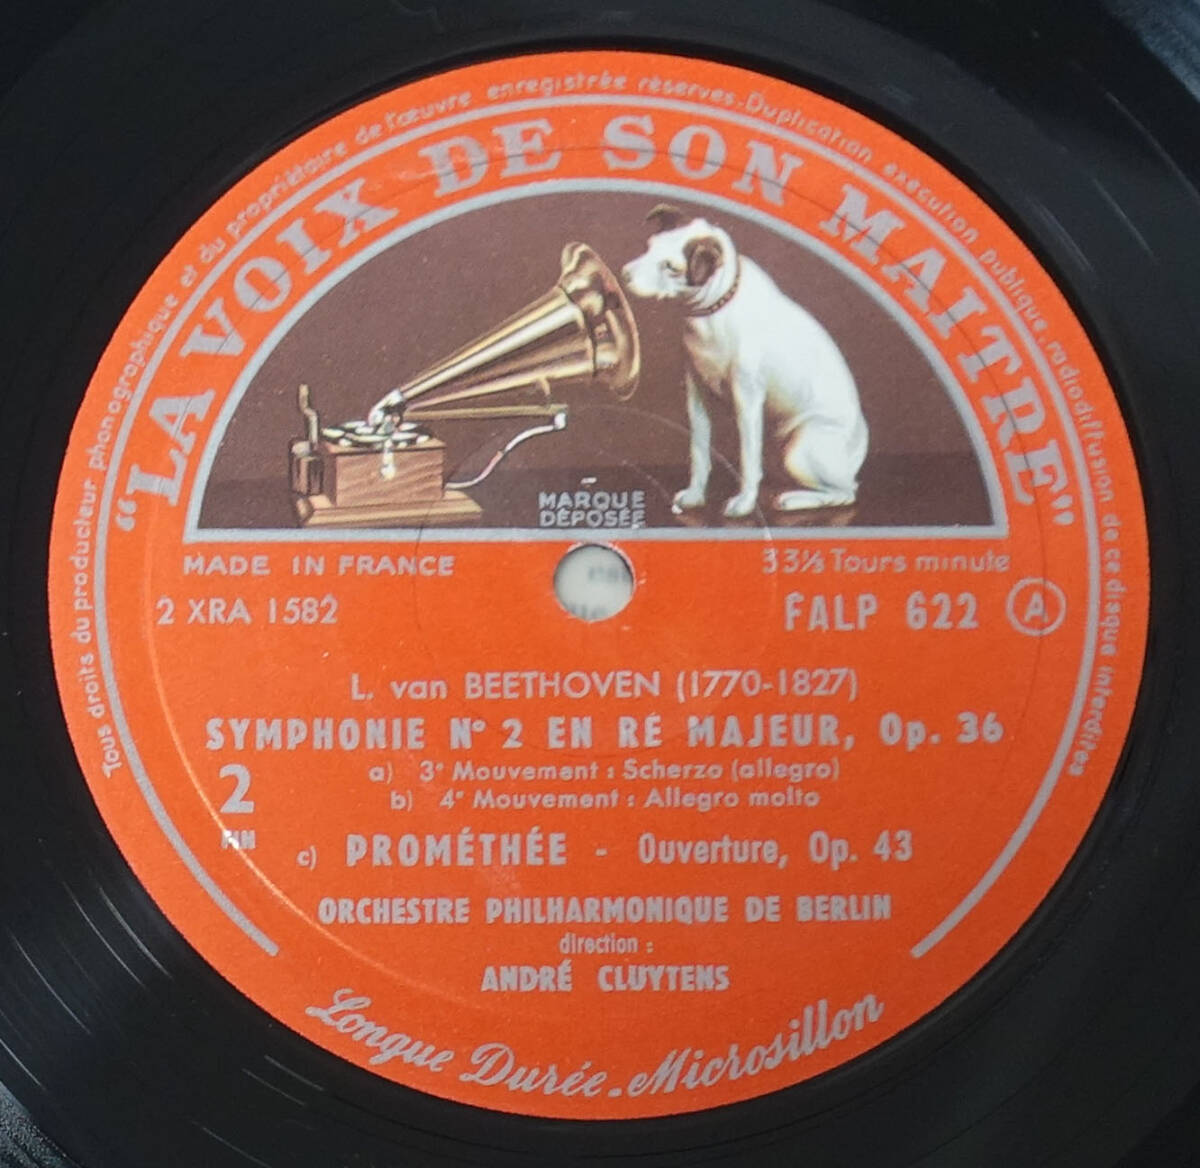 Tous droits du producteur phonographique et du propriétaire de l'œuvre enregistrée réservés. Duplication exécution publique, radiodiffusion de ce disque interdites
"LA VOIX DE SON MAITRE"
MARQUE
DÉPOSÉE
MADE IN FRANCE 33⅓ Tours minute
2 XRA 1582 FALP 622 A
L. van BEETHOVEN (1770-1827)
SYMPHONIE N° 2 EN RÉ MAJEUR, Op. 36
2 a) 3e Mouvement : Scherzo (allegro)
b) 4e Mouvement : Allegro molto
FIN c) PROMÉTHÉE - Ouverture, Op. 43
ORCHESTRE PHILHARMONIQUE DE BERLIN
direction :
ANDRÉ CLUYTENS
Longue Durée-Microsillon